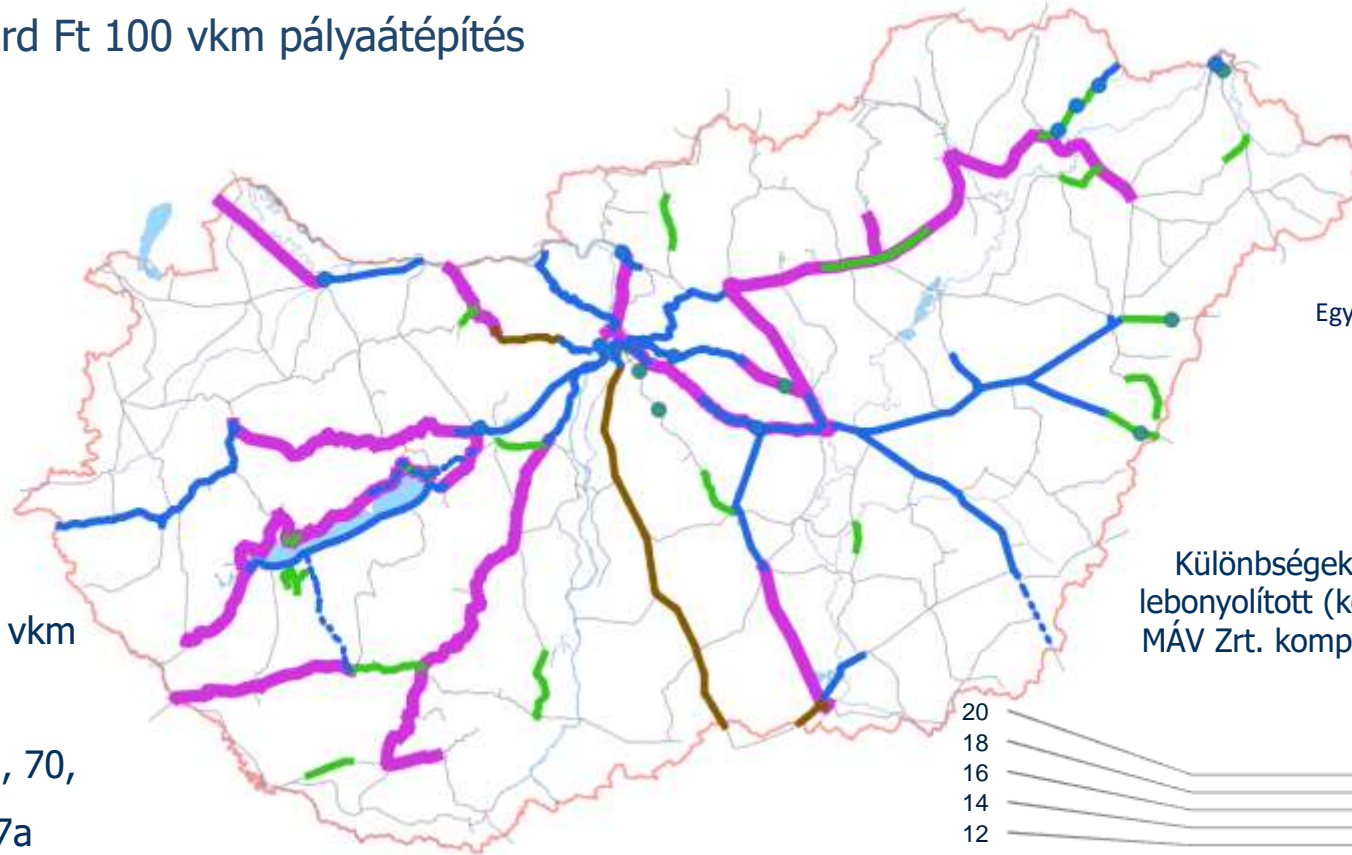 rd Ft 100 vkm pályaátépítés
Egy
Különbségek
lebonyolított (k
MÁV Zrt. komp
vkm
, 70,
7a
20
18
16
14
12